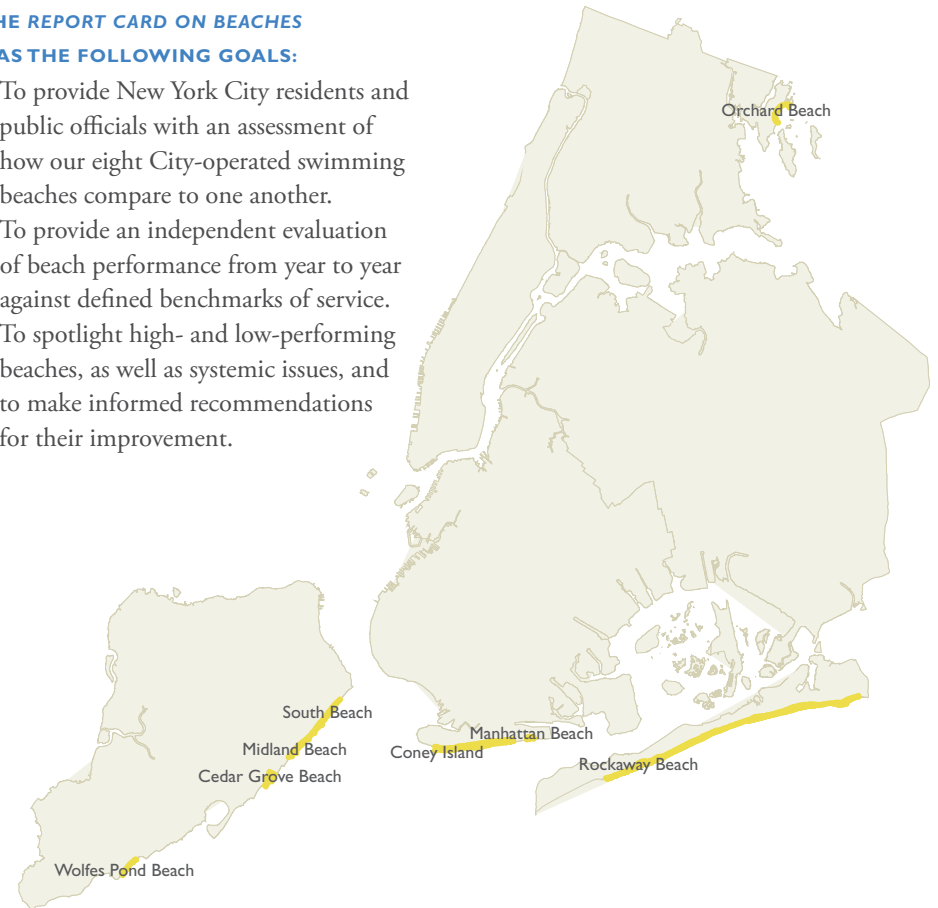 HE REPORT CARD ON BEACHES
AS THE FOLLOWING GOALS:
To provide New York City residents and
public officials with an assessment of
how our eight City-operated swimming
beaches compare to one another.
To provide an independent evaluation
of beach performance from year to year
against defined benchmarks of service.
To spotlight high- and low-performing
beaches, as well as systemic issues, and
to make informed recommendations
for their improvement.
Orchard Beach
South Beach
Midland Beach
Cedar Grove Beach
Wolfes Pond Beach
Manhattan Beach
Coney Island
Rockaway Beach